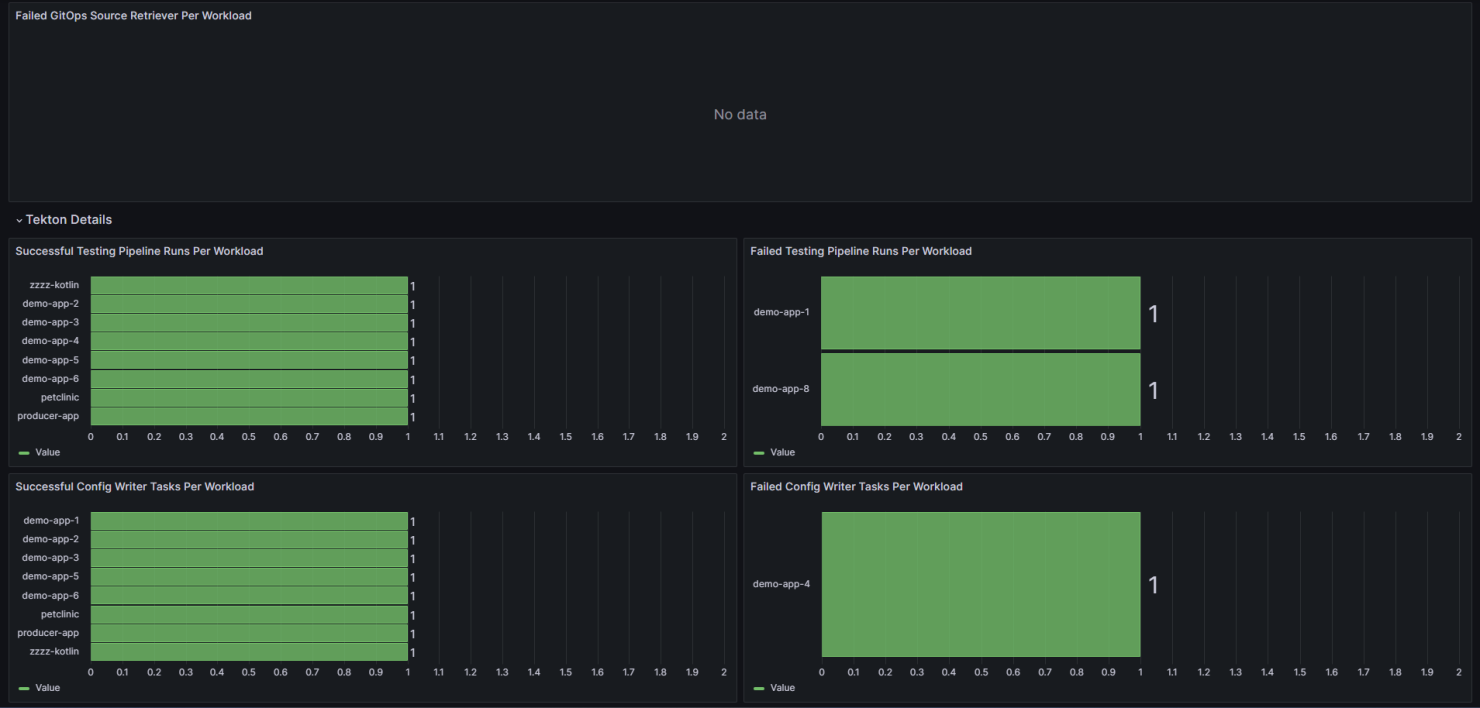 Failed GitOps Source Retriever Per Workload
No data
Tekton Details
Successful Testing Pipeline Runs Per Workload
zzzz-kotlin 1
demo-app-2 1
demo-app-3 1
demo-app-4 1
demo-app-5 1
demo-app-6 1
petclinic 1
producer-app 1
0 0.1 0.2 0.3 0.4 0.5 0.6 0.7 0.8 0.9 1 1.1 1.2 1.3 1.4 1.5 1.6 1.7 1.8 1.9 2
Value
Failed Testing Pipeline Runs Per Workload
demo-app-1 1
demo-app-8 1
0 0.1 0.2 0.3 0.4 0.5 0.6 0.7 0.8 0.9 1 1.1 1.2 1.3 1.4 1.5 1.6 1.7 1.8 1.9 2
Value
Successful Config Writer Tasks Per Workload
demo-app-1 1
demo-app-2 1
demo-app-3 1
demo-app-5 1
demo-app-6 1
petclinic 1
producer-app 1
zzzz-kotlin 1
0 0.1 0.2 0.3 0.4 0.5 0.6 0.7 0.8 0.9 1 1.1 1.2 1.3 1.4 1.5 1.6 1.7 1.8 1.9 2
Value
Failed Config Writer Tasks Per Workload
demo-app-4 1
0 0.1 0.2 0.3 0.4 0.5 0.6 0.7 0.8 0.9 1 1.1 1.2 1.3 1.4 1.5 1.6 1.7 1.8 1.9 2
Value